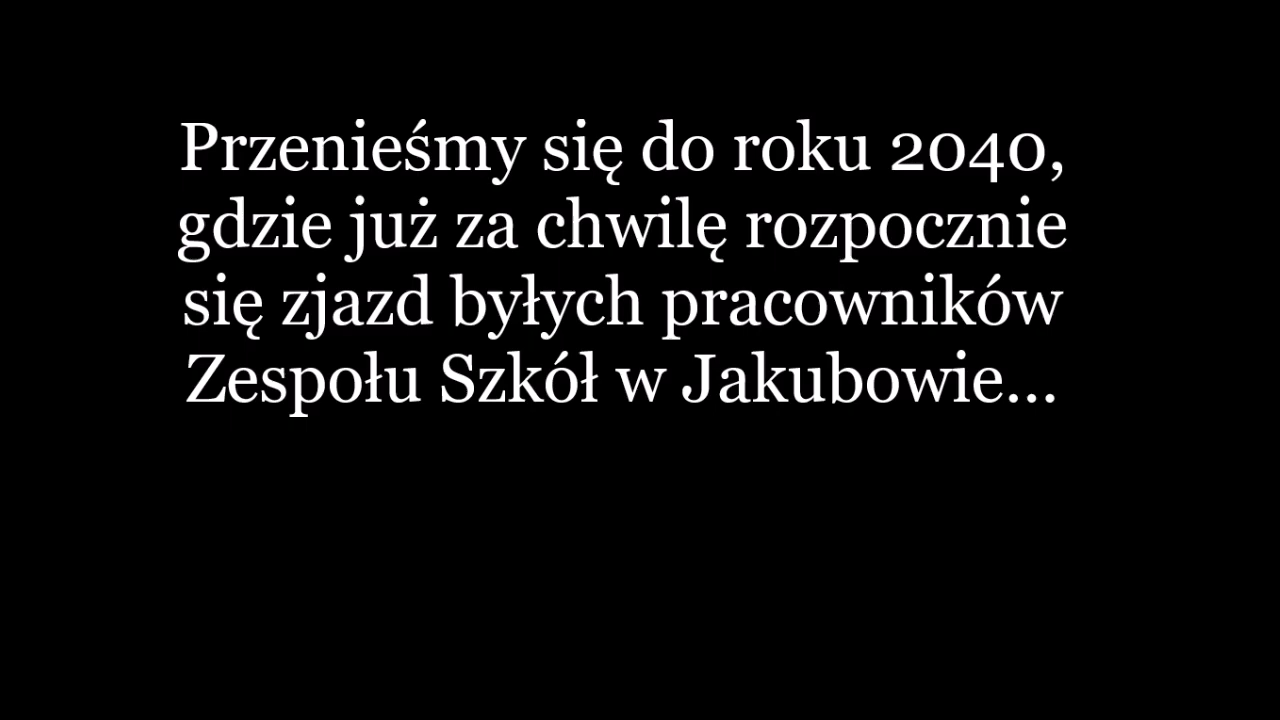 Przenieśmy się do roku 2040,
gdzie już za chwilę rozpocznie
się zjazd byłych pracowników
Zespołu Szkół w Jakubowie...